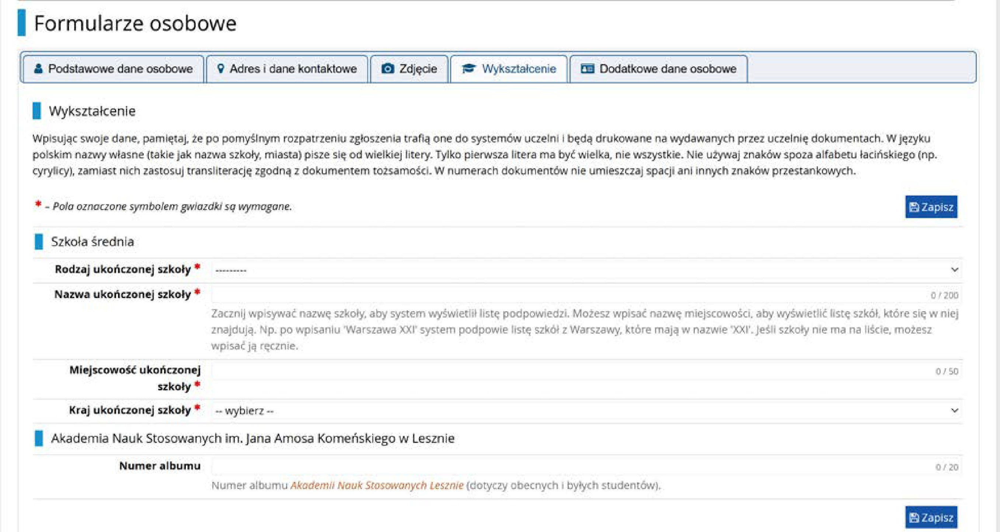 Formularze osobowe
Podstawowe dane osobowe
Adres i dane kontaktowe
Zdjęcie
Wykształcenie
Dodatkowe dane osobowe
Wykształcenie
Wpisując swoje dane, pamiętaj, że po pomyślnym rozpatrzeniu zgłoszenia trafią one do systemów uczelni i będą drukowane na wydawanych przez uczelnię dokumentach. W języku
polskim nazwy własne (takie jak nazwa szkoły, miasta) pisze się od wielkiej litery. Tylko pierwsza litera ma być wielka, nie wszystkie. Nie używaj znaków spoza alfabetu łacińskiego (np.
cyrylicy), zamiast nich zastosuj transliterację zgodną z dokumentem tożsamości. W numerach dokumentów nie umieszczaj spacji ani innych znaków przestankowych.
* – Pola oznaczone symbolem gwiazdki są wymagane.
Zapisz
Szkoła średnia
Rodzaj ukończonej szkoły * ---------
Nazwa ukończonej szkoły * 0 / 200
Zacznij wpisywać nazwę szkoły, aby system wyświetlił listę podpowiedzi. Możesz wpisać nazwę miejscowości, aby wyświetlić listę szkół, które się w niej
znajdują. Np. po wpisaniu 'Warszawa XXI' system podpowie listę szkół z Warszawy, które mają w nazwie 'XXI'. Jeśli szkoły nie ma na liście, możesz
wpisać ją ręcznie.
Miejscowość ukończonej
szkoły *
0 / 50
Kraj ukończonej szkoły * -- wybierz --
Akademia Nauk Stosowanych im. Jana Amosa Komeńskiego w Lesznie
Numer albumu 0 / 20
Numer albumu Akademii Nauk Stosowanych Lesznie (dotyczy obecnych i byłych studentów).
Zapisz